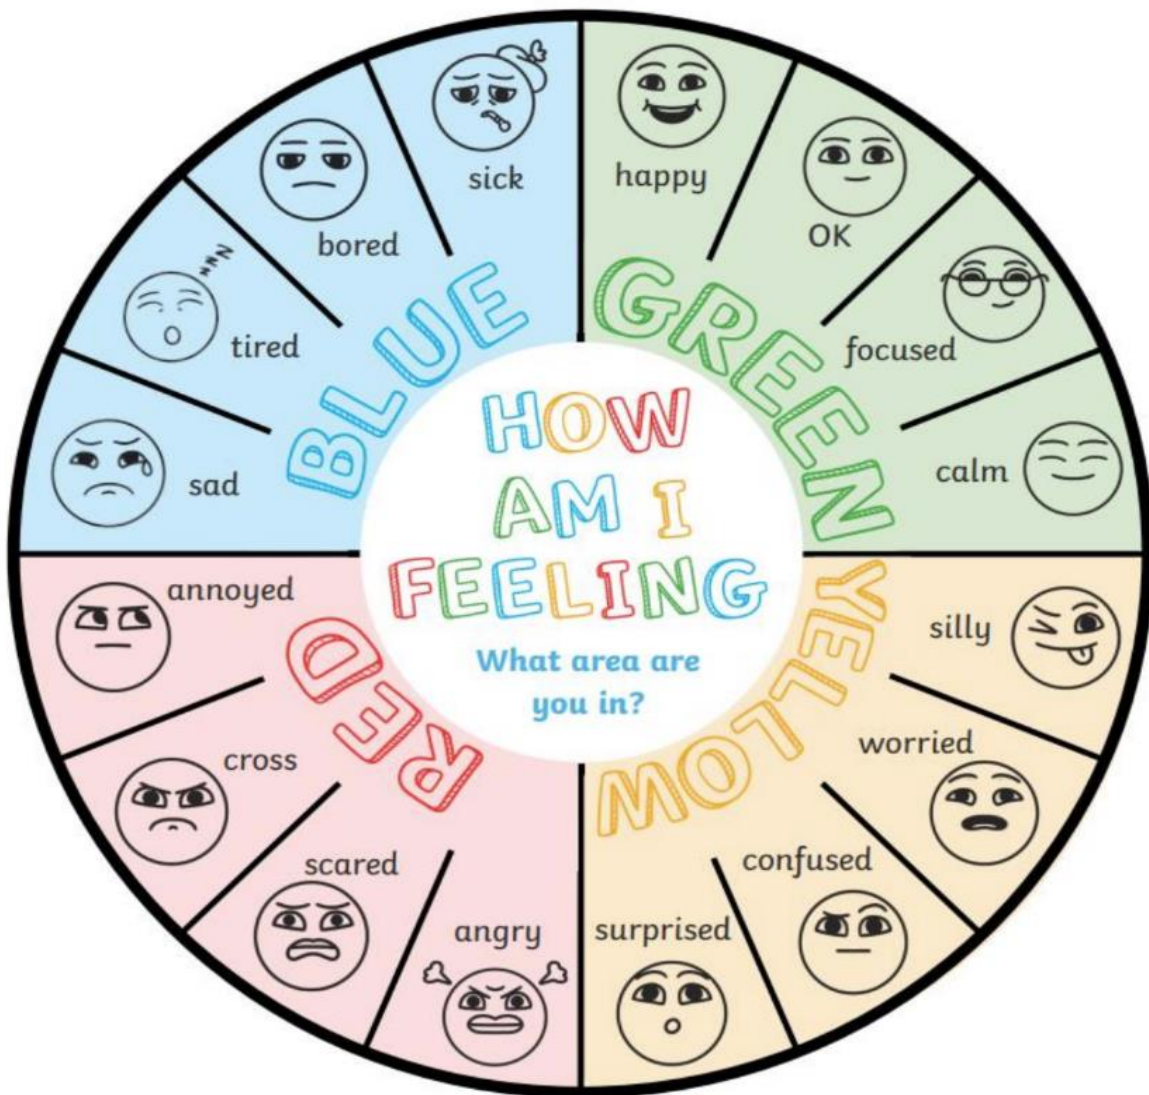 HOW
AM I
FEELING
What area are
you in?
BLUE
sick
bored
tired
sad
GREEN
happy
OK
focused
calm
YELLOW
silly
worried
confused
surprised
RED
annoyed
cross
scared
angry
zzz